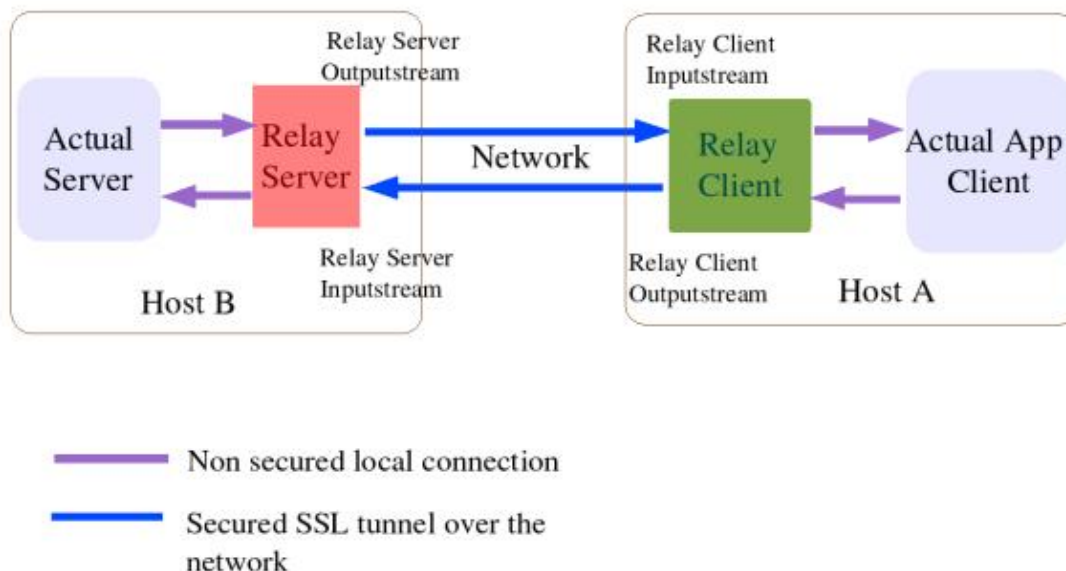 Relay Server
Outputstream
Relay Client
Inputstream
Actual
Server
Relay
Server
Network
Relay
Client
Actual App
Client
Relay Server
Inputstream
Relay Client
Outputstream
Host B
Host A
Non secured local connection
Secured SSL tunnel over the
network